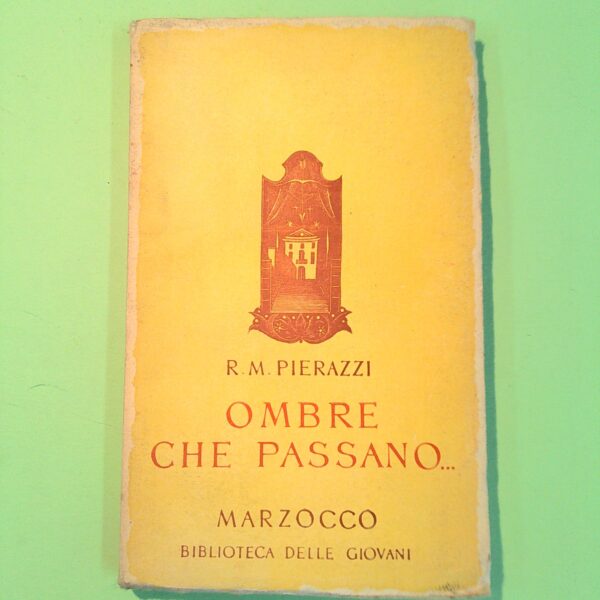 R. M. PIERAZZI
OMBRE
CHE PASSANO...
MARZOCCO
BIBLIOTECA DELLE GIOVANI